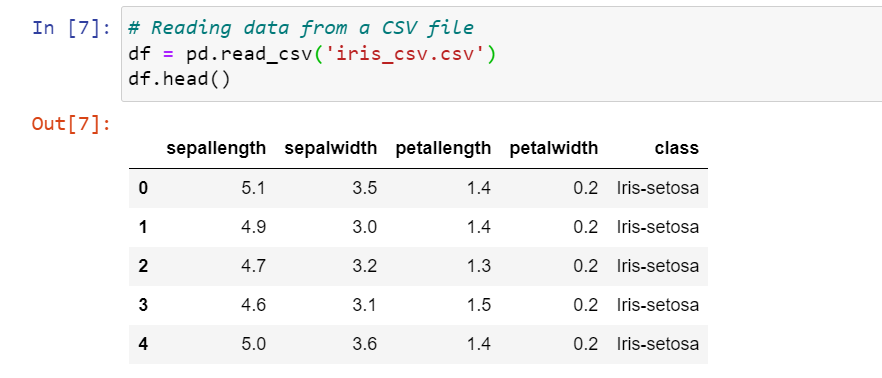 In [7]: # Reading data from a CSV file
df = pd.read_csv('iris_csv.csv')
df.head()
Out[7]:
sepallength sepalwidth petallength petalwidth class
0 5.1 3.5 1.4 0.2 Iris-setosa
1 4.9 3.0 1.4 0.2 Iris-setosa
2 4.7 3.2 1.3 0.2 Iris-setosa
3 4.6 3.1 1.5 0.2 Iris-setosa
4 5.0 3.6 1.4 0.2 Iris-setosa